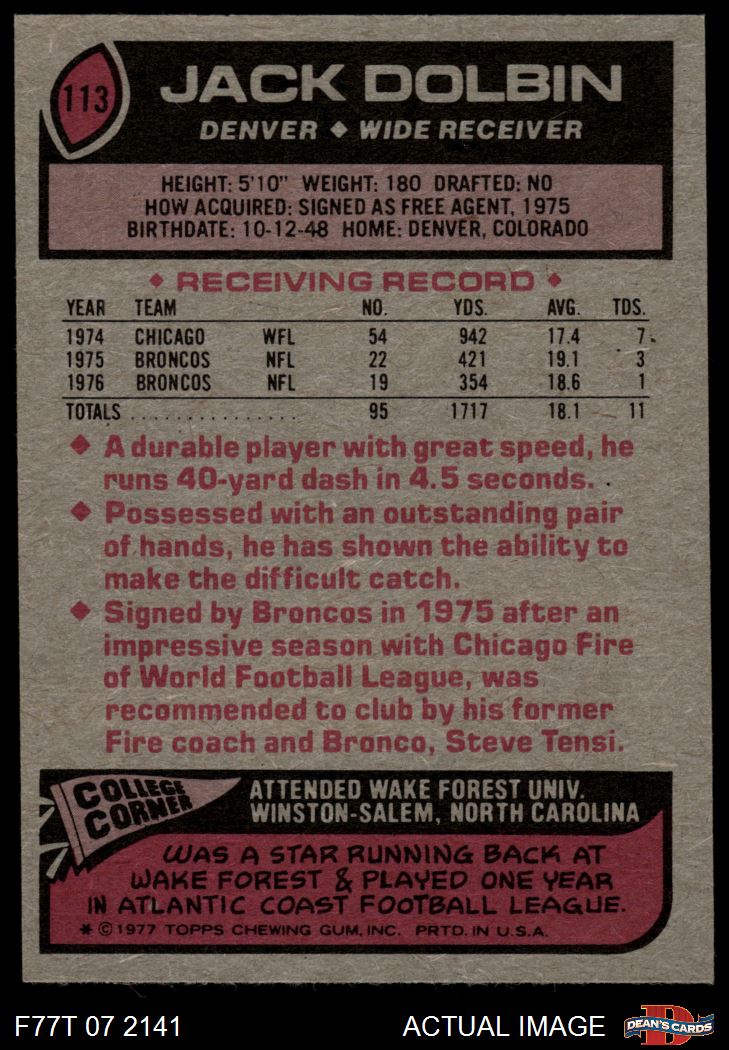 113
JACK DOLBIN
DENVER ♦ WIDE RECEIVER
HEIGHT: 5'10" WEIGHT: 180 DRAFTED: NO
HOW ACQUIRED: SIGNED AS FREE AGENT, 1975
BIRTHDATE: 10-12-48 HOME: DENVER, COLORADO
♦ RECEIVING RECORD ♦
YEAR TEAM NO. YDS. AVG. TDS.
1974 CHICAGO WFL 54 942 17.4 7
1975 BRONCOS NFL 22 421 19.1 3
1976 BRONCOS NFL 19 354 18.6 1
TOTALS ................ 95 1717 18.1 11
♦ A durable player with great speed, he
runs 40-yard dash in 4.5 seconds.
♦ Possessed with an outstanding pair
of hands, he has shown the ability to
make the difficult catch.
♦ Signed by Broncos in 1975 after an
impressive season with Chicago Fire
of World Football League, was
recommended to club by his former
Fire coach and Bronco, Steve Tensi.
COLLEGE
CORNER
ATTENDED WAKE FOREST UNIV.
WINSTON-SALEM, NORTH CAROLINA
WAS A STAR RUNNING BACK AT
WAKE FOREST & PLAYED ONE YEAR
IN ATLANTIC COAST FOOTBALL LEAGUE.
* © 1977 TOPPS CHEWING GUM, INC. PRTD. IN U.S.A.
F77T 07 2141 ACTUAL IMAGE
D
DEAN'S CARDS